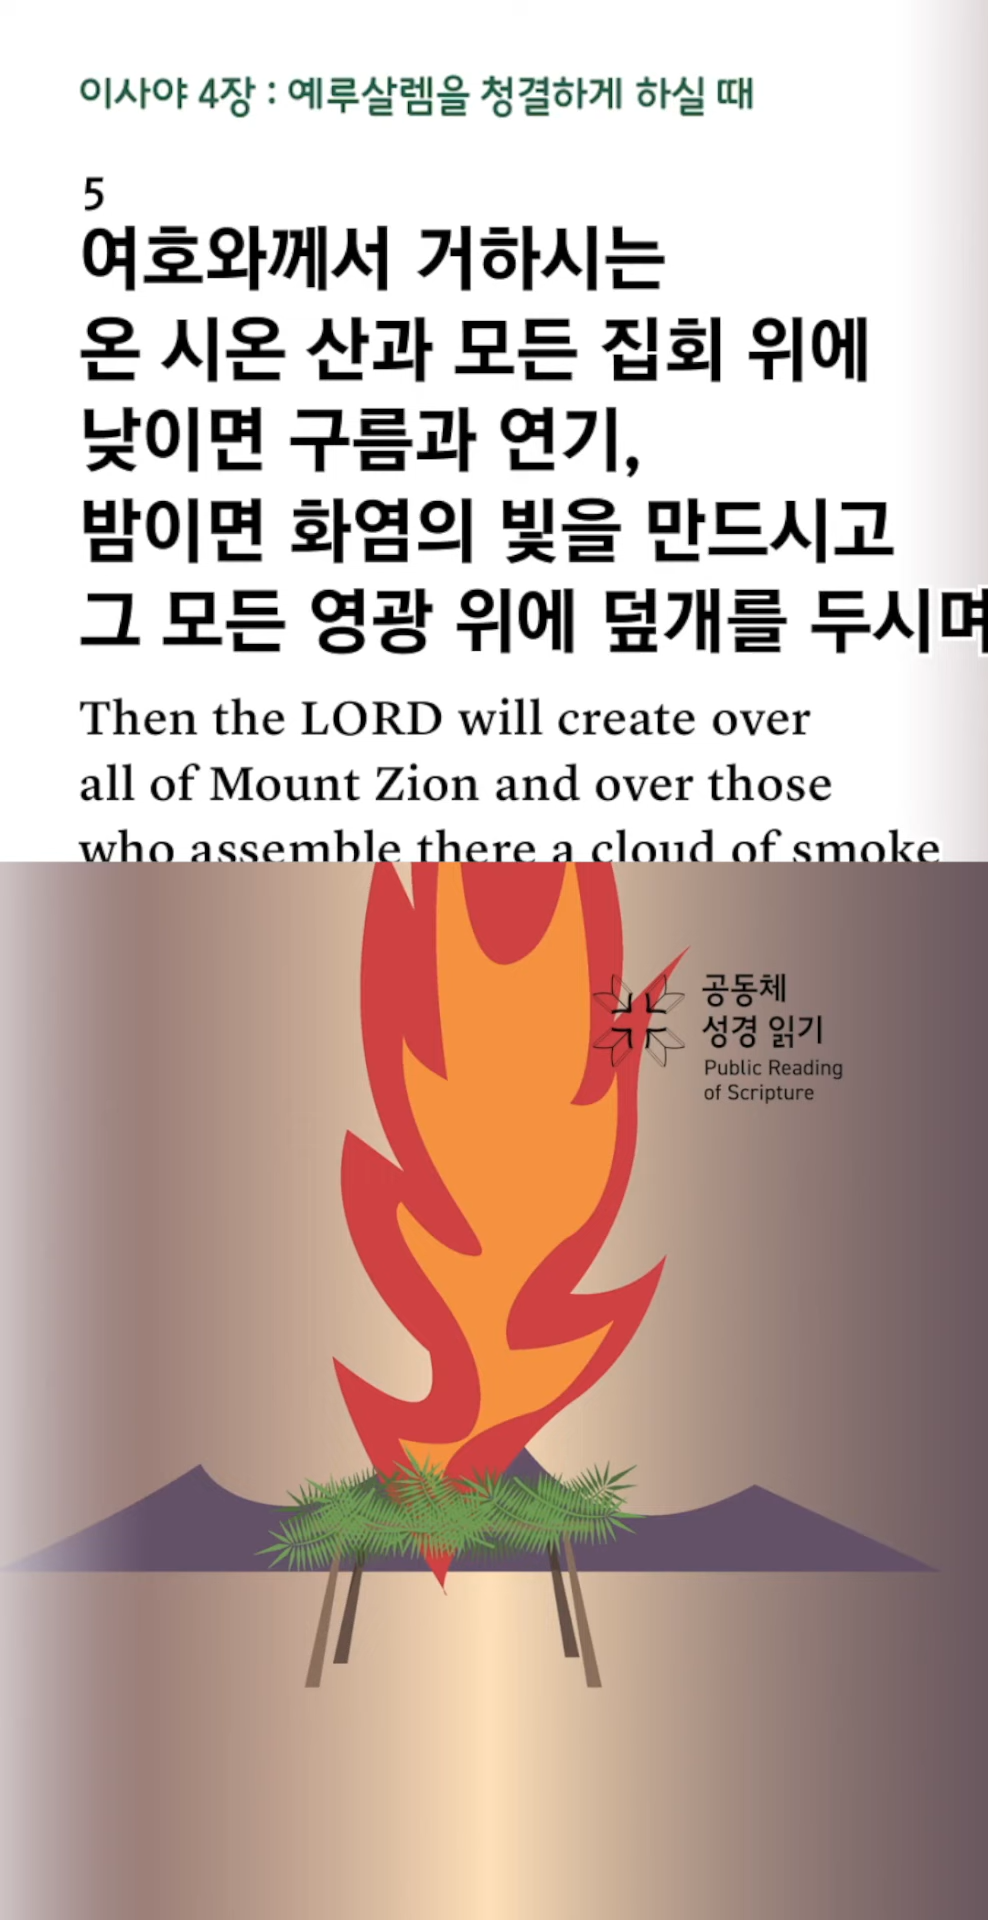 이사야 4장 : 예루살렘을 청결하게 하실 때
5
여호와께서 거하시는
온 시온 산과 모든 집회 위에
낮이면 구름과 연기,
밤이면 화염의 빛을 만드시고
그 모든 영광 위에 덮개를 두시며
Then the LORD will create over
all of Mount Zion and over those
who assemble there a cloud of smoke
공동체
성경 읽기
Public Reading
of Scripture